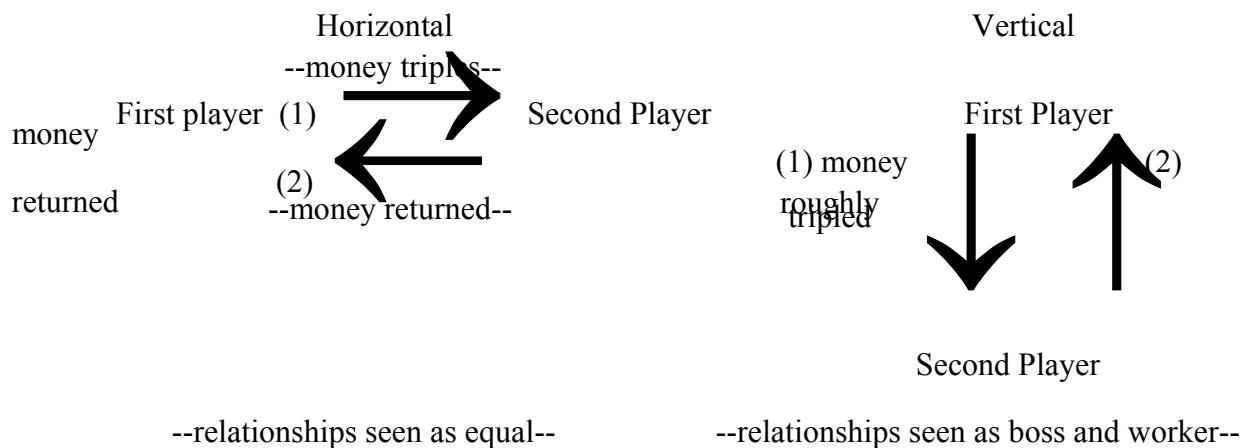 Horizontal
--money triples--
First player (1)
Second Player
money
returned
(2)
--money returned--
--relationships seen as equal--
Vertical
First Player
(1) money
roughly
tripled
(2)
Second Player
--relationships seen as boss and worker--